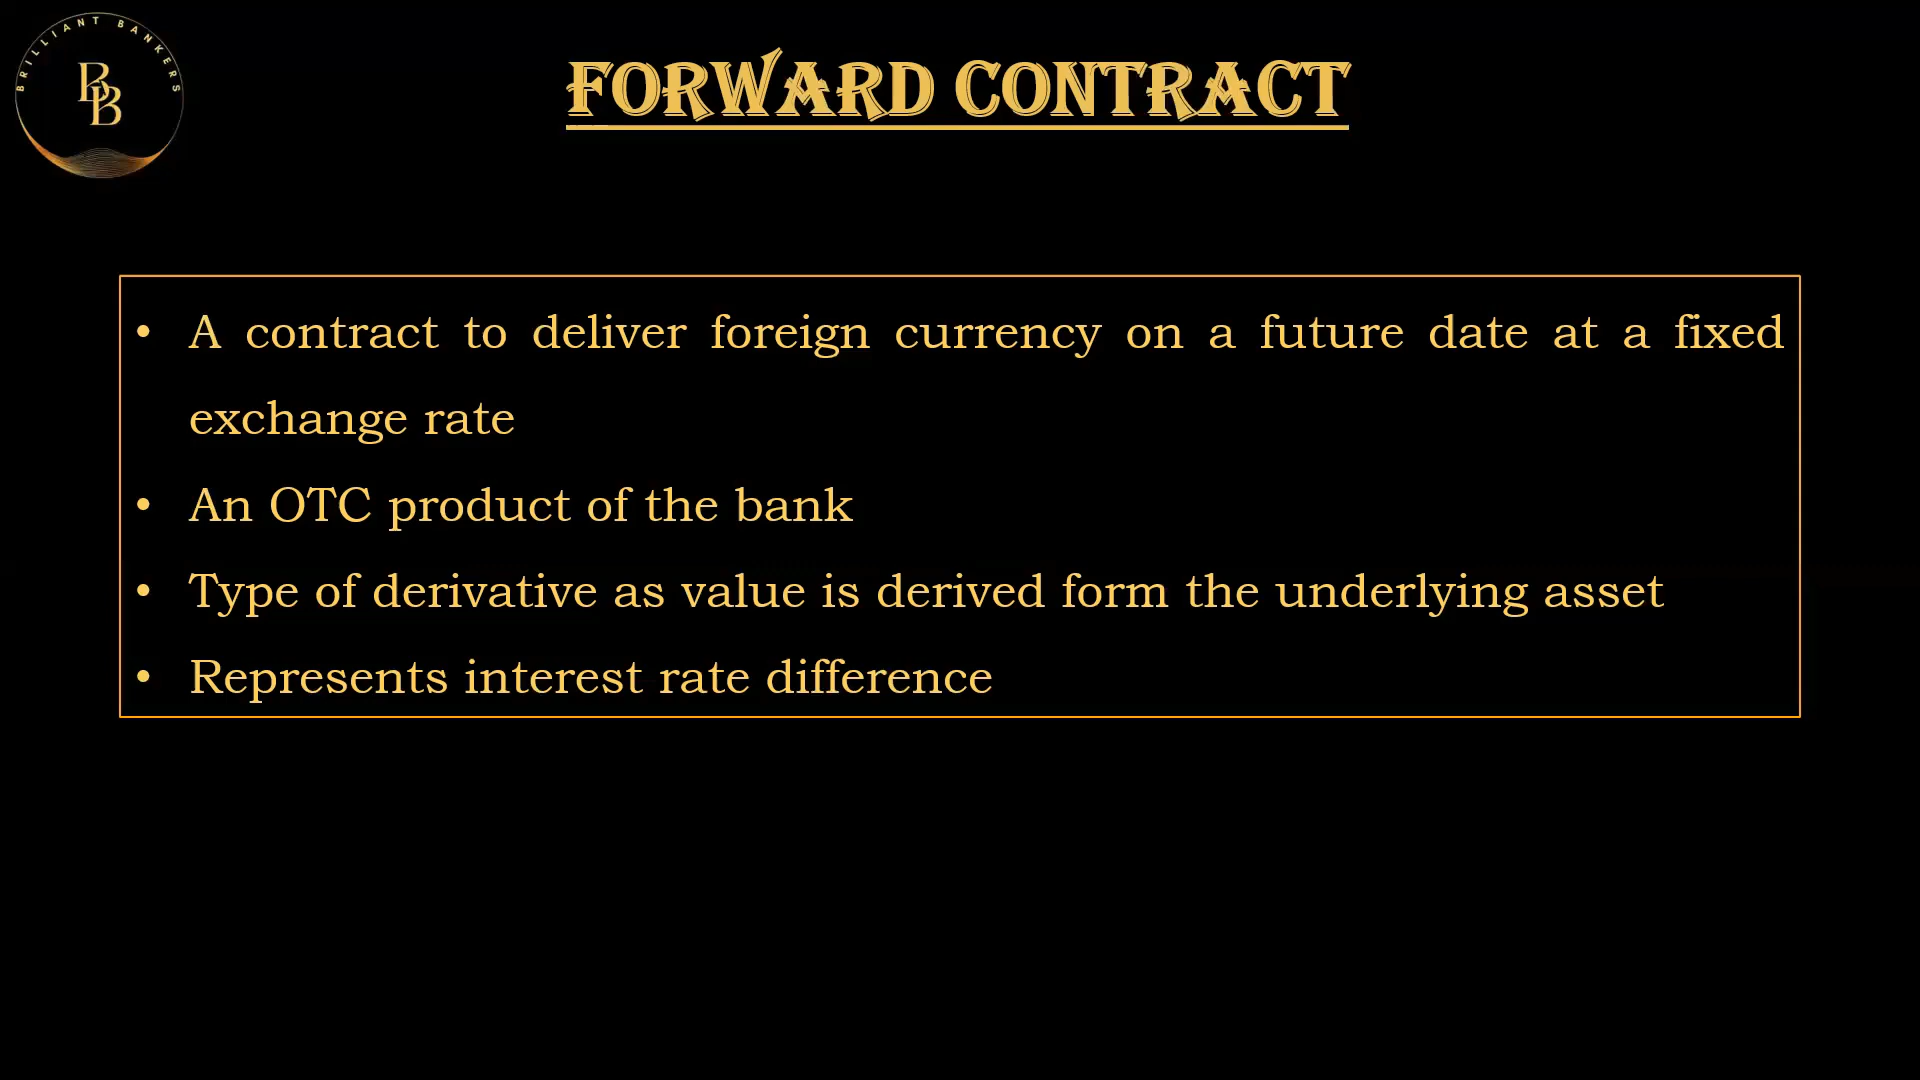 BRILLIANT BANKERS
BB
FORWARD CONTRACT
• A contract to deliver foreign currency on a future date at a fixed
exchange rate
• An OTC product of the bank
• Type of derivative as value is derived form the underlying asset
• Represents interest rate difference